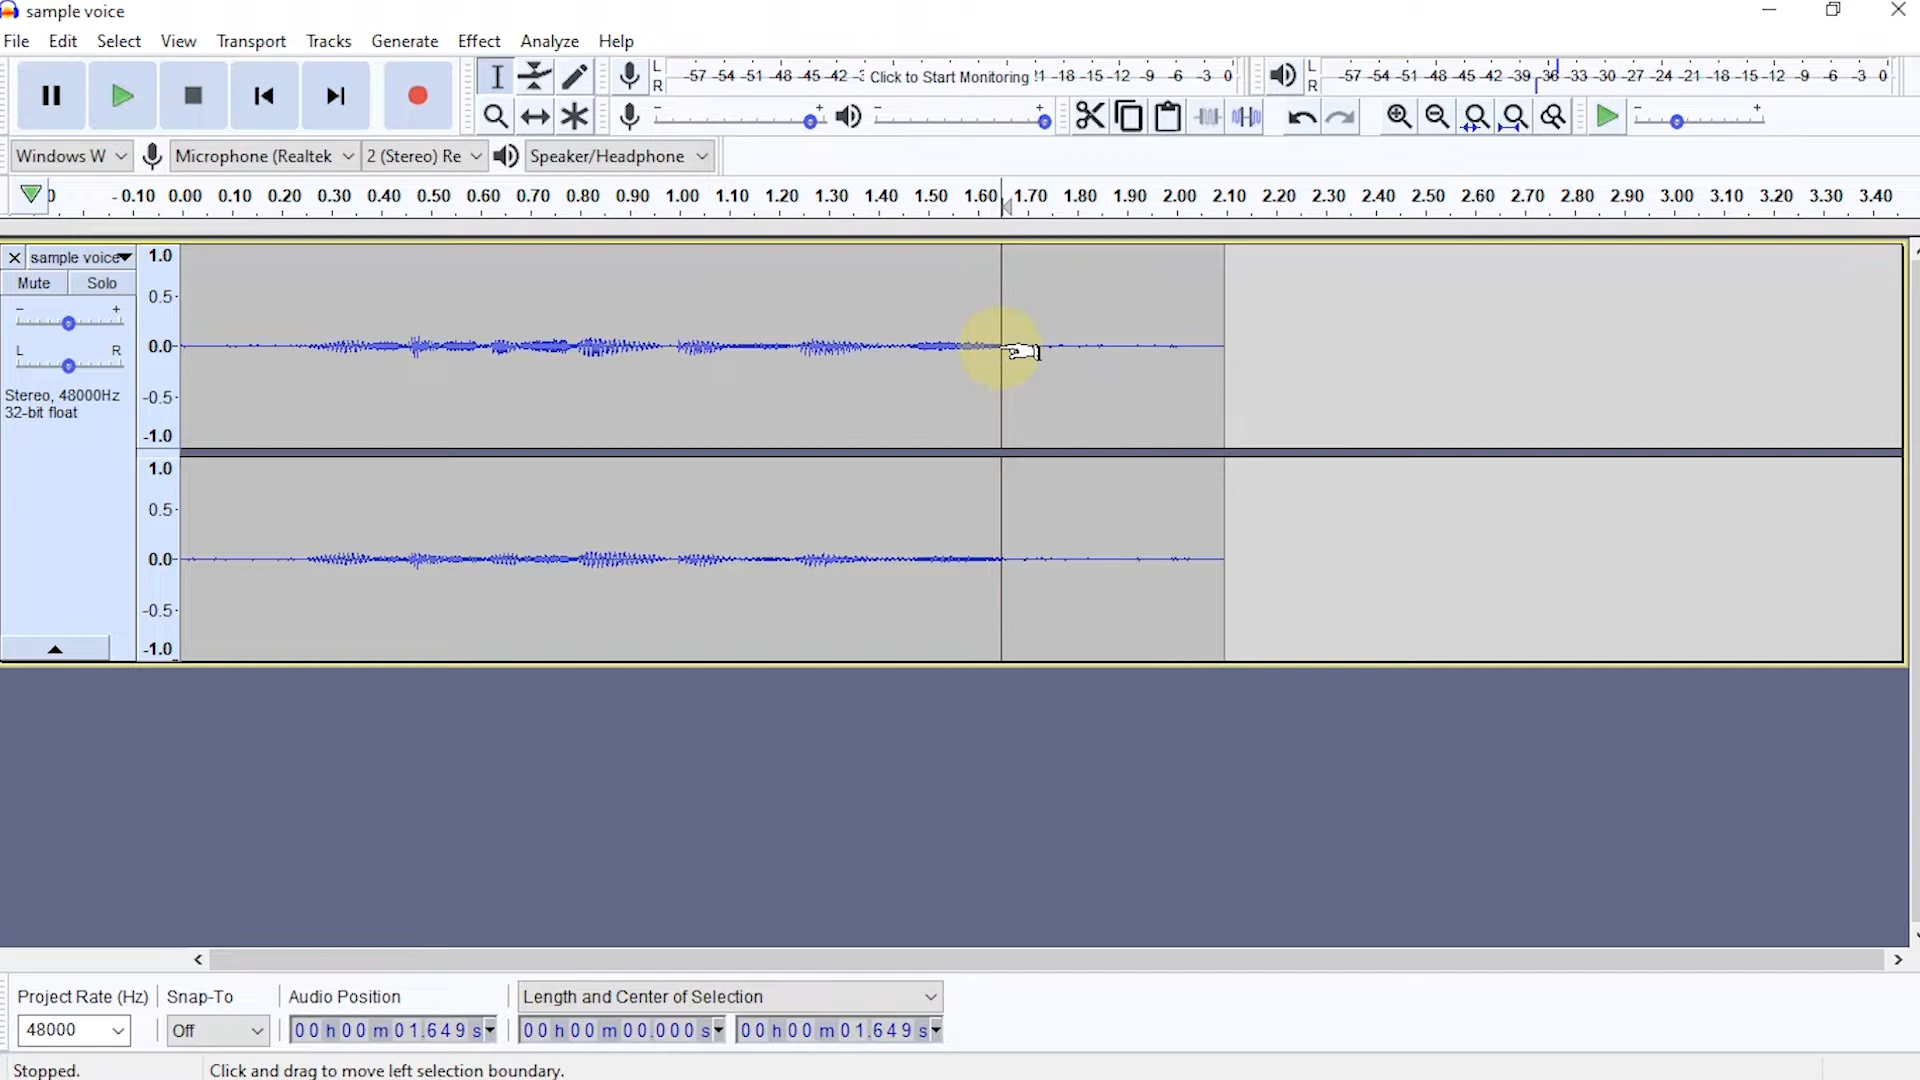 sample voice
File Edit Select View Transport Tracks Generate Effect Analyze Help
L -57 -54 -51 -48 -45 -42 -3 Click to Start Monitoring !1 -18 -15 -12 -9 -6 -3 0
R
L -57 -54 -51 -48 -45 -42 -39 -36 -33 -30 -27 -24 -21 -18 -15 -12 -9 -6 -3 0
R
Windows W Microphone (Realtek 2 (Stereo) Re Speaker/Headphone
-0.10 0.00 0.10 0.20 0.30 0.40 0.50 0.60 0.70 0.80 0.90 1.00 1.10 1.20 1.30 1.40 1.50 1.60 1.70 1.80 1.90 2.00 2.10 2.20 2.30 2.40 2.50 2.60 2.70 2.80 2.90 3.00 3.10 3.20 3.30 3.40
sample voice
Mute Solo
- +
L R
Stereo, 48000Hz
32-bit float
1.0
0.5
0.0
-0.5
-1.0
1.0
0.5
0.0
-0.5
-1.0
Project Rate (Hz) Snap-To Audio Position Length and Center of Selection
48000 Off 00 h 00 m 01.649 s 00 h 00 m 00.000 s 00 h 00 m 01.649 s
Stopped. Click and drag to move left selection boundary.